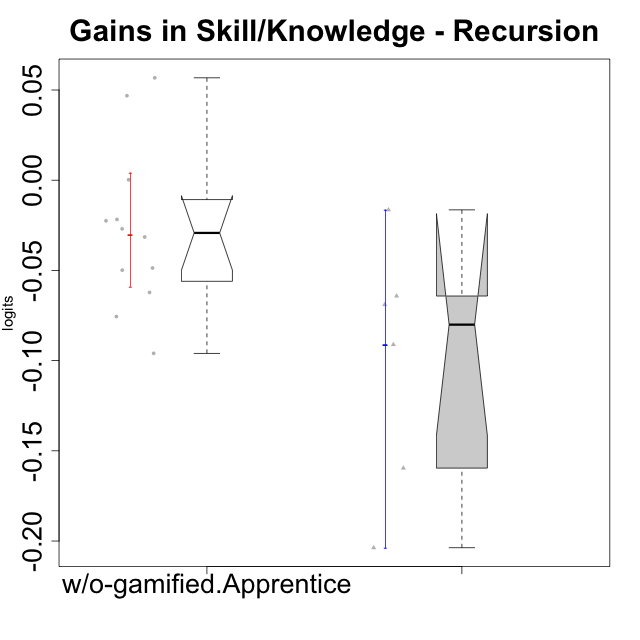 Gains in Skill/Knowledge - Recursion
0.05
0.00
-0.05
-0.10
-0.15
-0.20
logits
w/o-gamified.Apprentice